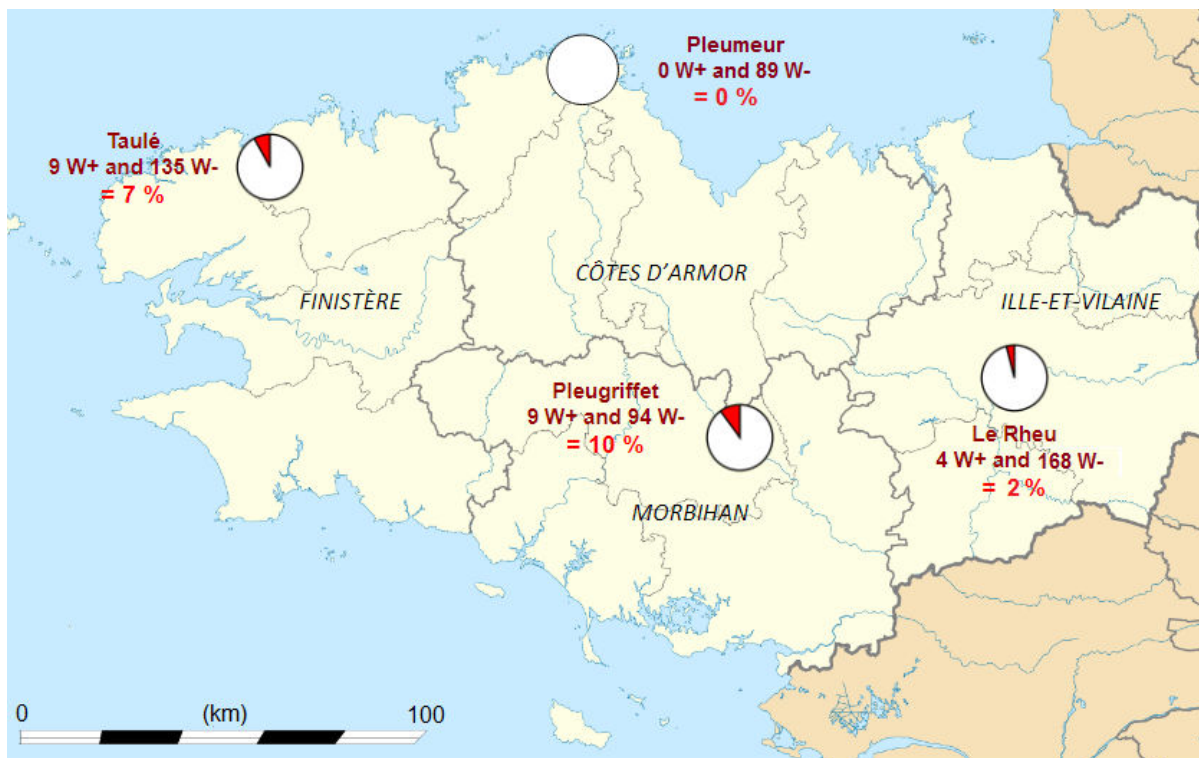 Pleumeur
0 W+ and 89 W-
= 0 %
Taulé
9 W+ and 135 W-
= 7 %
CÔTES D'ARMOR
FINISTÈRE
ILLE-ET-VILAINE
Pleugriffet
9 W+ and 94 W-
= 10 %
Le Rheu
4 W+ and 168 W-
= 2 %
MORBIHAN
0 (km) 100